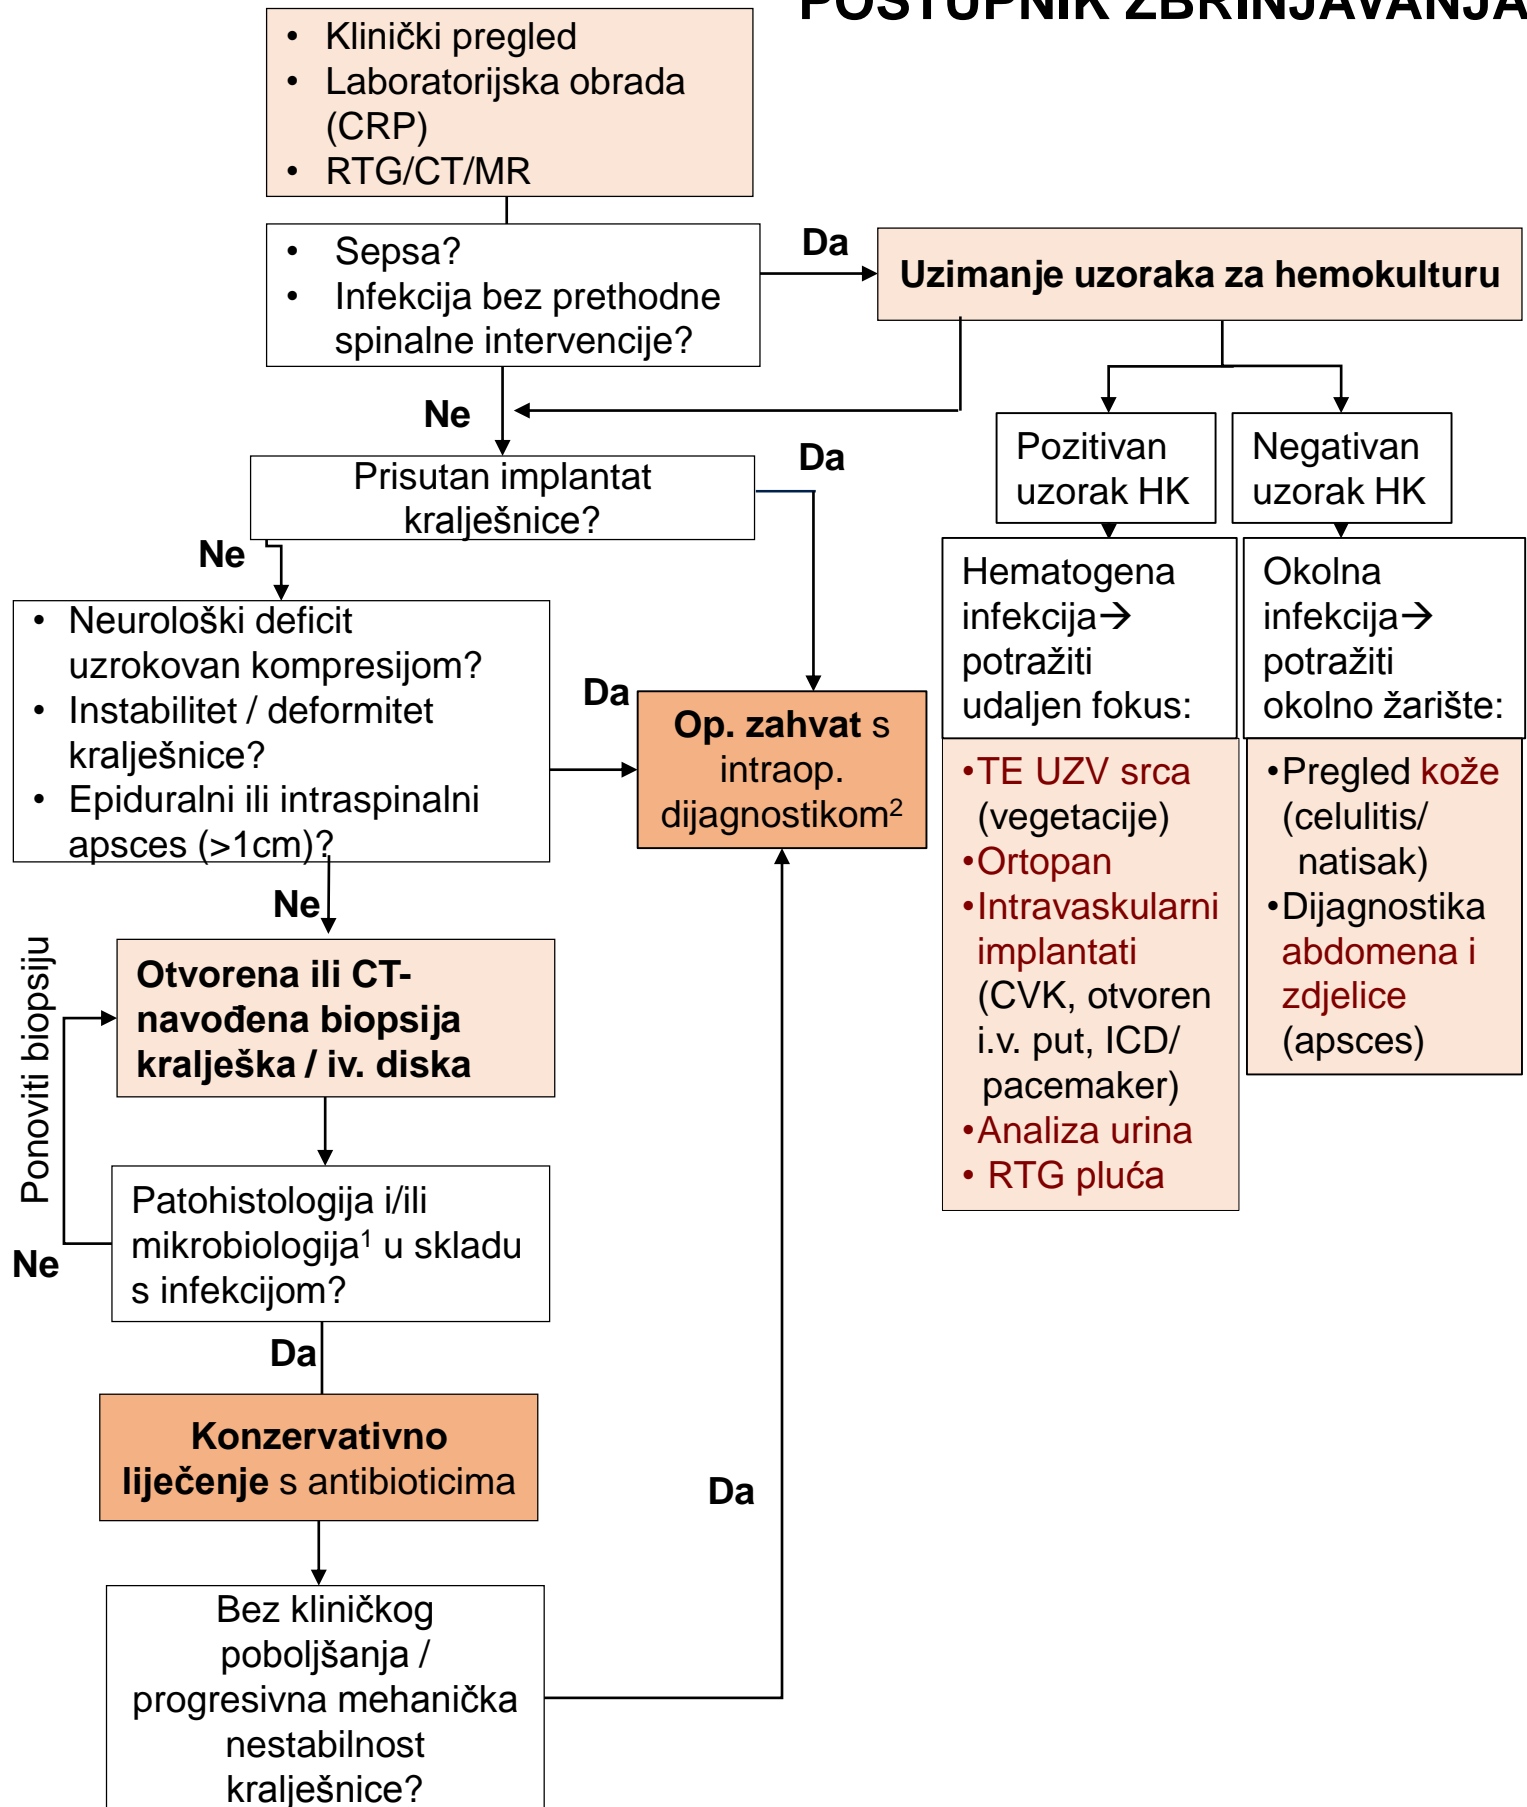 POSTUPNIK ZBRINJAVANJA
• Klinički pregled
• Laboratorijska obrada
(CRP)
• RTG/CT/MR
• Sepsa?
• Infekcija bez prethodne
spinalne intervencije?
Da
Uzimanje uzoraka za hemokulturu
Ne
Prisutan implantat
kralješnice?
Da
Pozitivan
uzorak HK
Negativan
uzorak HK
Ne
• Neurološki deficit
uzrokovan kompresijom?
• Instabilitet / deformitet
kralješnice?
• Epiduralni ili intraspinalni
apsces (>1cm)?
Da
Op. zahvat s
intraop.
dijagnostikom²
Hematogena
infekcija→
potražiti
udaljen fokus:
•TE UZV srca
(vegetacije)
•Ortopan
•Intravaskularni
implantati
(CVK, otvoren
i.v. put, ICD/
pacemaker)
•Analiza urina
• RTG pluća
Okolna
infekcija→
potražiti
okolno žarište:
•Pregled kože
(celulitis/
natisak)
•Dijagnostika
abdomena i
zdjelice
(apsces)
Ne
Otvorena ili CT-
navođena biopsija
kralješka / iv. diska
Ponoviti biopsiju
Patohistologija i/ili
mikrobiologija¹ u skladu
s infekcijom?
Ne
Da
Konzervativno
liječenje s antibioticima
Da
Bez kliničkog
poboljšanja /
progresivna mehanička
nestabilnost
kralješnice?